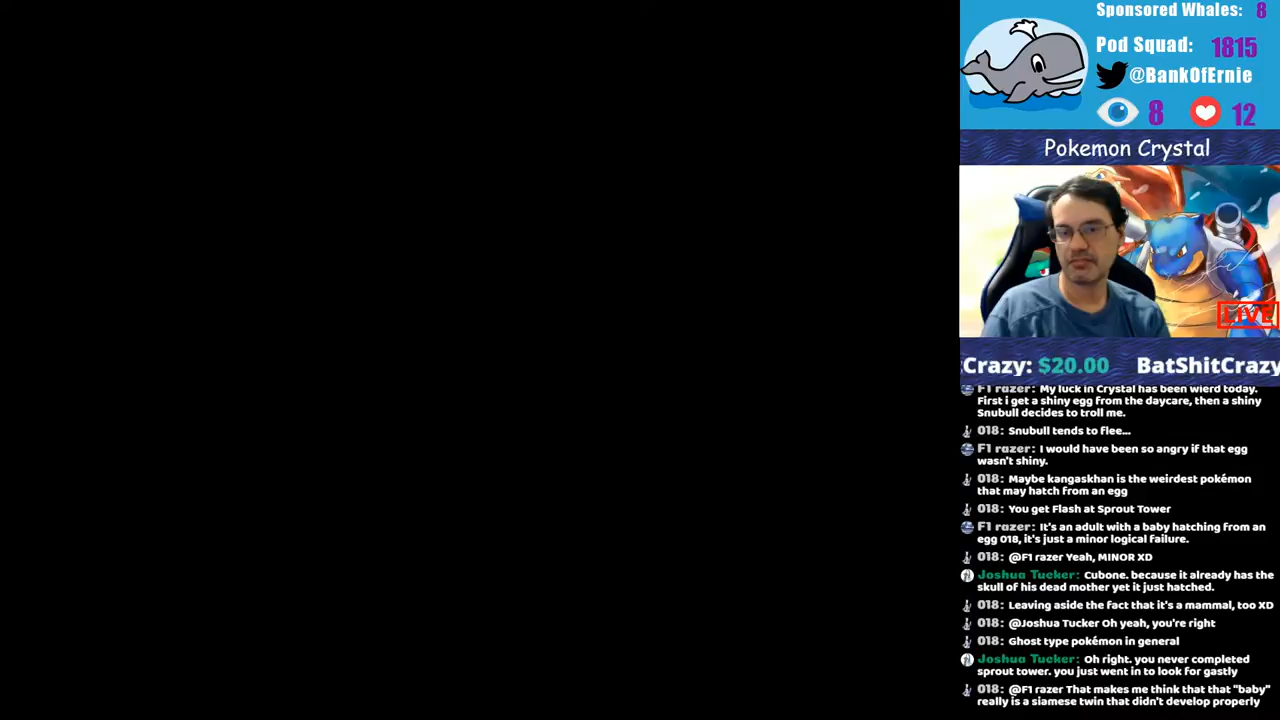 Sponsored Whales: 8
Pod Squad: 1815
@BankOfErnie
8 12
Pokemon Crystal
LIVE
Crazy: $20.00 BatShitCrazy
F1 razer: My luck in Crystal has been wierd today.
First i get a shiny egg from the daycare, then a shiny
Snubull decides to troll me.
018: Snubull tends to flee...
F1 razer: I would have been so angry if that egg
wasn't shiny.
018: Maybe kangaskhan is the weirdest pokémon
that may hatch from an egg
018: You get Flash at Sprout Tower
F1 razer: It's an adult with a baby hatching from an
egg 018, it's just a minor logical failure.
018: @F1 razer Yeah, MINOR XD
Joshua Tucker: Cubone. because it already has the
skull of his dead mother yet it just hatched.
018: Leaving aside the fact that it's a mammal, too XD
018: @Joshua Tucker Oh yeah, you're right
018: Ghost type pokémon in general
Joshua Tucker: Oh right. you never completed
sprout tower. you just went in to look for gastly
018: @F1 razer That makes me think that that "baby"
really is a siamese twin that didn't develop properly